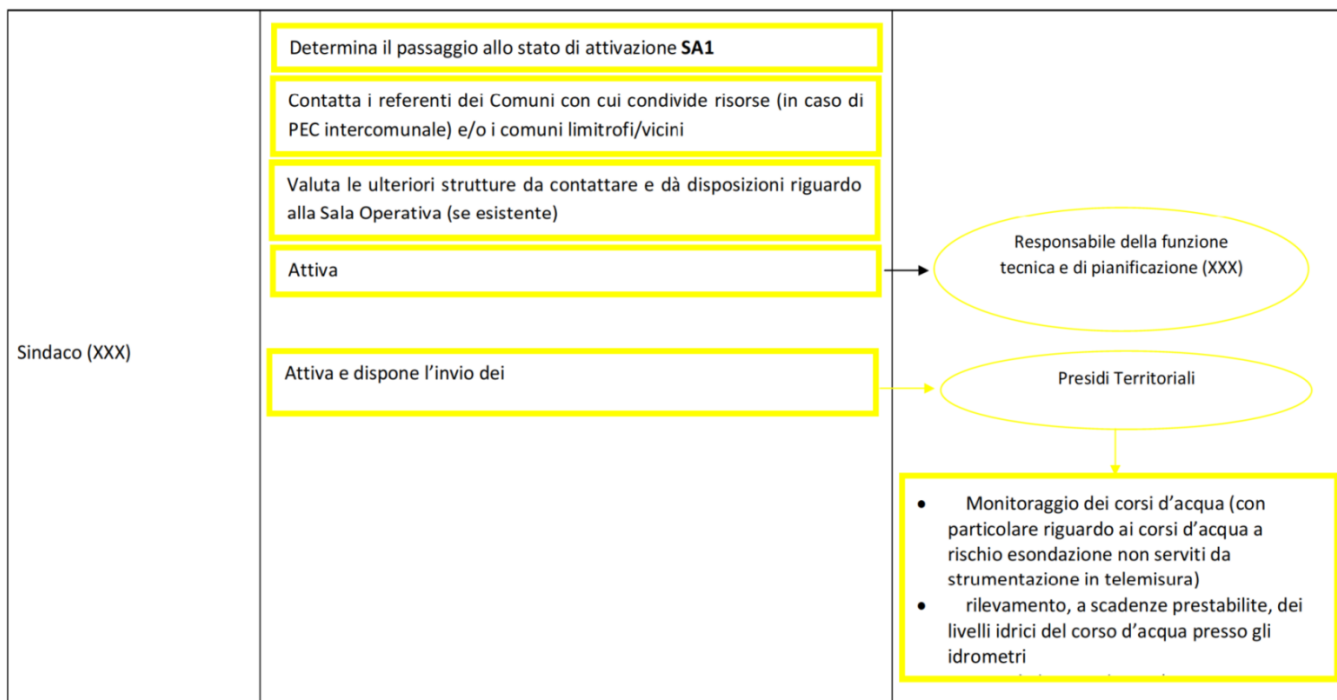 Determina il passaggio allo stato di attivazione SA1
Contatta i referenti dei Comuni con cui condivide risorse (in caso di
PEC intercomunale) e/o i comuni limitrofi/vicini
Valuta le ulteriori strutture da contattare e dà disposizioni riguardo
alla Sala Operativa (se esistente)
Attiva
Responsabile della funzione
tecnica e di pianificazione (XXX)
Sindaco (XXX)
Attiva e dispone l'invio dei
Presidi Territoriali
• Monitoraggio dei corsi d'acqua (con
particolare riguardo ai corsi d'acqua a
rischio esondazione non serviti da
strumentazione in telemisura)
• rilevamento, a scadenze prestabilite, dei
livelli idrici del corso d'acqua presso gli
idrometri